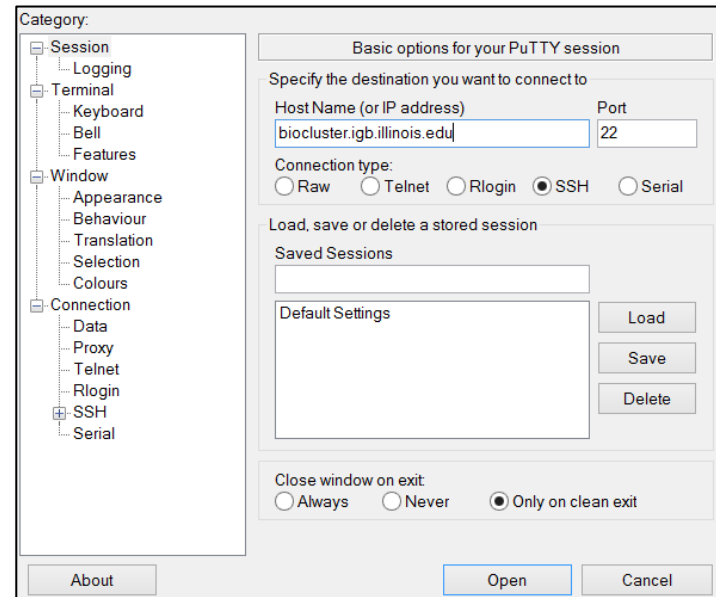 Category:
Session
Logging
Terminal
Keyboard
Bell
Features
Window
Appearance
Behaviour
Translation
Selection
Colours
Connection
Data
Proxy
Telnet
Rlogin
SSH
Serial
Basic options for your PuTTY session
Specify the destination you want to connect to
Host Name (or IP address) Port
biocluster.igb.illinois.edu 22
Connection type:
Raw Telnet Rlogin SSH Serial
Load, save or delete a stored session
Saved Sessions
Default Settings
Load
Save
Delete
Close window on exit:
Always Never Only on clean exit
About Open Cancel